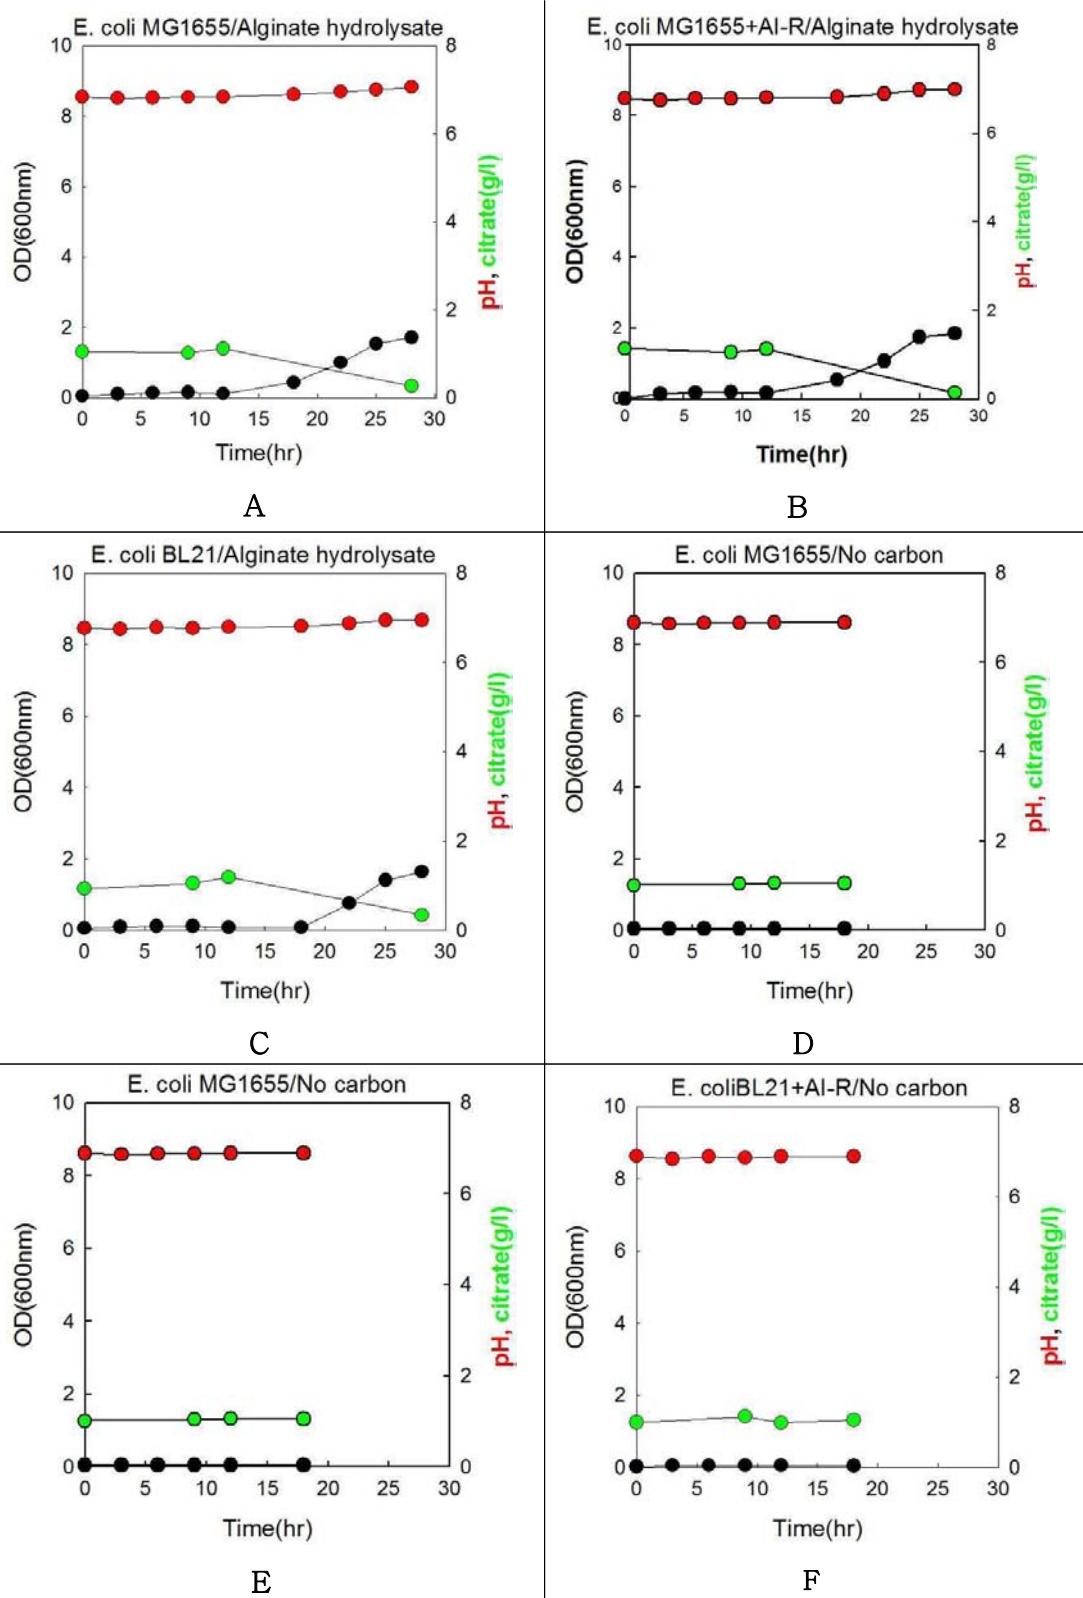 E. coli MG1655/Alginate hydrolysate
10
8
6
4
2
0
8
6
4
2
0
0 5 10 15 20 25 30
OD(600nm)
pH, citrate(g/l)
Time(hr)
A
E. coli MG1655+Al-R/Alginate hydrolysate
10
8
6
4
2
0
8
6
4
2
0
0 5 10 15 20 25 30
OD(600nm)
pH, citrate(g/l)
Time(hr)
B
E. coli BL21/Alginate hydrolysate
10
8
6
4
2
0
8
6
4
2
0
0 5 10 15 20 25 30
OD(600nm)
pH, citrate(g/l)
Time(hr)
C
E. coli MG1655/No carbon
10
8
6
4
2
0
8
6
4
2
0
0 5 10 15 20 25 30
OD(600nm)
pH, citrate(g/l)
Time(hr)
D
E. coli MG1655/No carbon
10
8
6
4
2
0
8
6
4
2
0
0 5 10 15 20 25 30
OD(600nm)
pH, citrate(g/l)
Time(hr)
E
E. coliBL21+Al-R/No carbon
10
8
6
4
2
0
8
6
4
2
0
0 5 10 15 20 25 30
OD(600nm)
pH, citrate(g/l)
Time(hr)
F